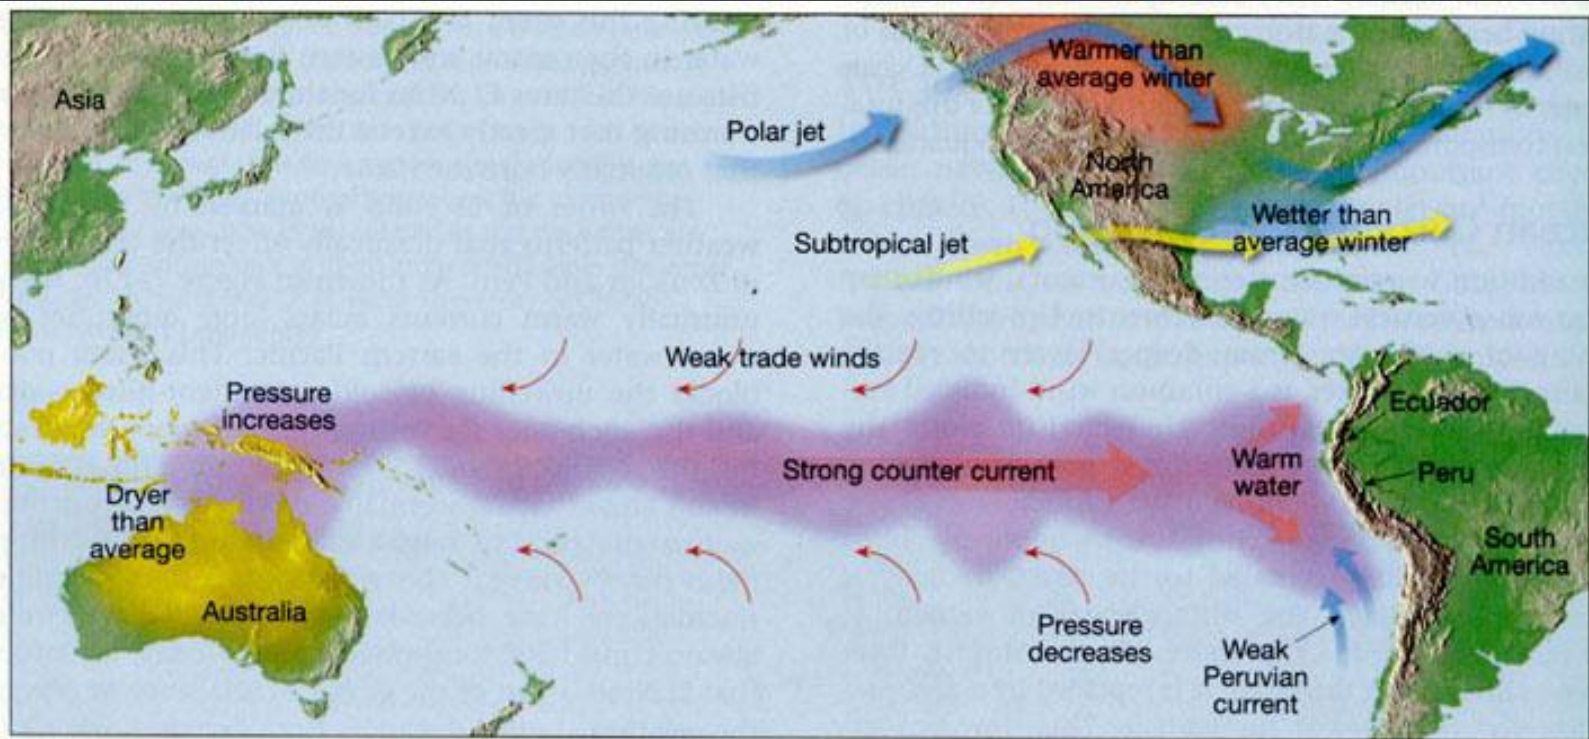 Asia
Warmer than
average winter
Polar jet
North
America
Subtropical jet
Wetter than
average winter
Weak trade winds
Pressure
increases
Ecuador
Strong counter current
Warm
water
Peru
Dryer
than
average
South
America
Australia
Pressure
decreases
Weak
Peruvian
current